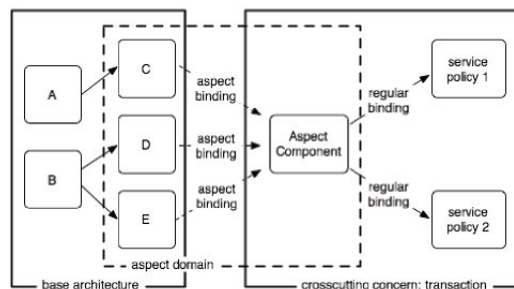 A
B
C
D
E
aspect
binding
aspect
binding
aspect
binding
Aspect
Component
regular
binding
regular
binding
service
policy 1
service
policy 2
aspect domain
base architecture
crosscutting concern: transaction